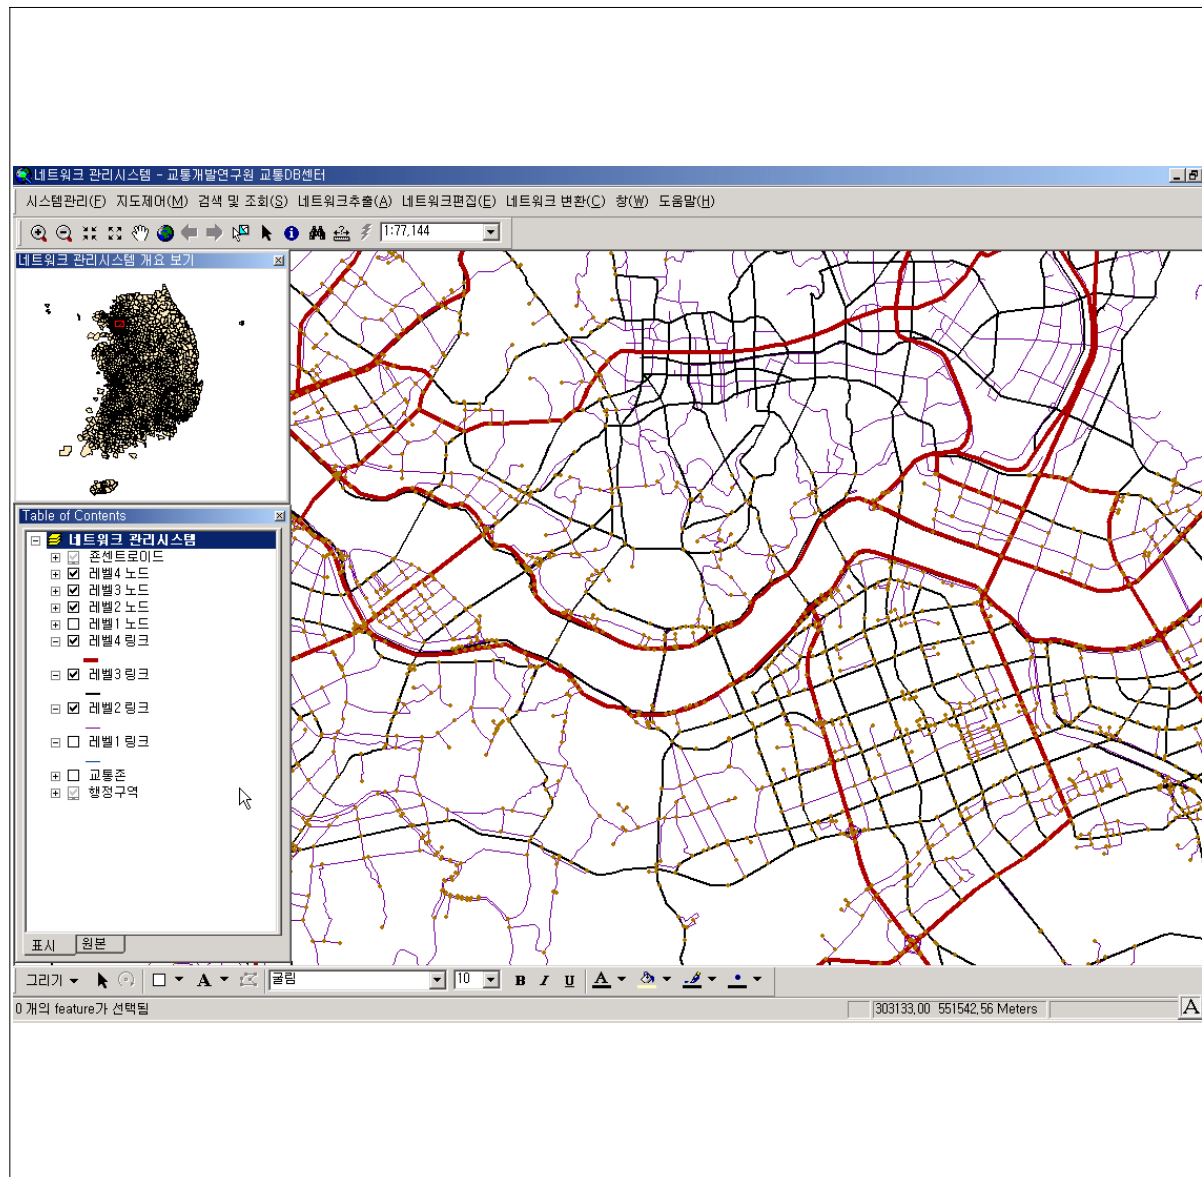 네트워크 관리시스템 - 교통개발연구원 교통DB센터
시스템관리(F) 지도제어(M) 검색 및 조회(S) 네트워크추출(A) 네트워크편집(E) 네트워크 변환(C) 창(W) 도움말(H)
1:77,144
네트워크 관리시스템 개요 보기
Table of Contents
네트워크 관리시스템
죤센트로이드
레벨4 노드
레벨3 노드
레벨2 노드
레벨1 노드
레벨4 링크
레벨3 링크
레벨2 링크
레벨1 링크
교통죤
행정구역
표시 원본
그리기 A 굴림 10 B I U A
0 개의 feature가 선택됨 303133,00 551542,56 Meters A